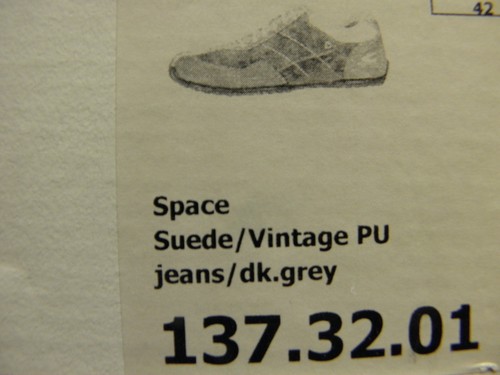 42
Space
Suede/Vintage PU
jeans/dk.grey
137.32.01